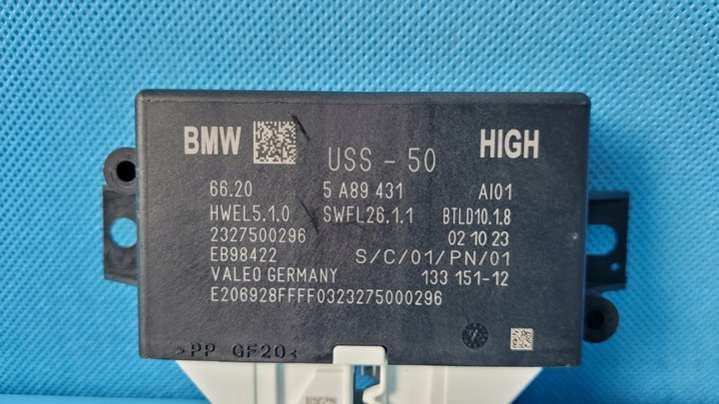 BMW USS - 50 HIGH
66.20 5 A89 431 AI01
HWEL5.1.0 SWFL26.1.1 BTLD10.1.8
2327500296 02 10 23
EB98422 S/C/01/PN/01
VALEO GERMANY 133 151-12
E206928FFFF0323275000296
>PP GF20<